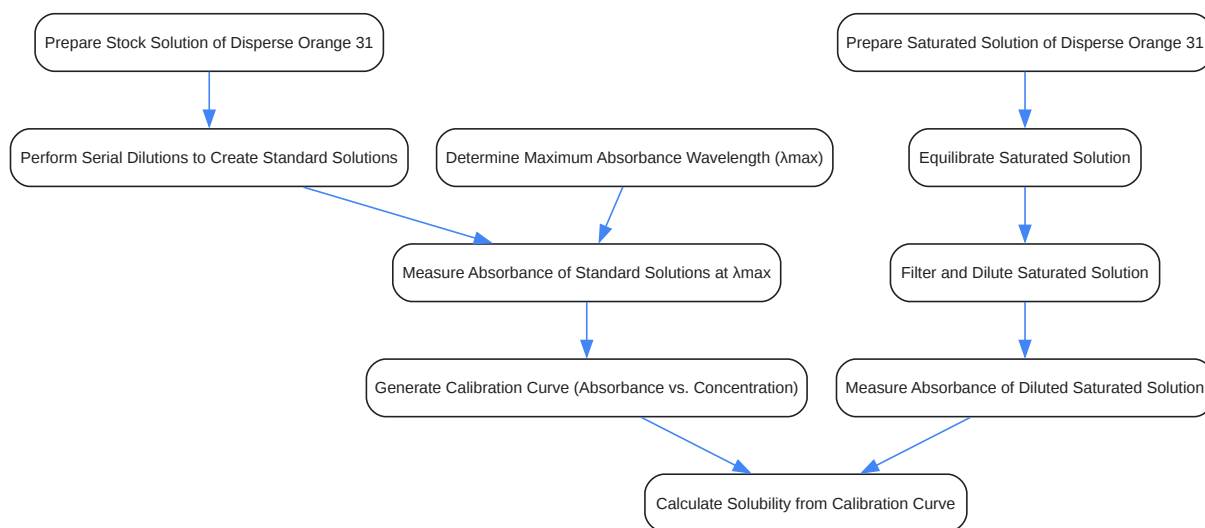 Prepare Stock Solution of Disperse Orange 31
Prepare Saturated Solution of Disperse Orange 31
Perform Serial Dilutions to Create Standard Solutions
Determine Maximum Absorbance Wavelength (λmax)
Equilibrate Saturated Solution
Measure Absorbance of Standard Solutions at λmax
Filter and Dilute Saturated Solution
Generate Calibration Curve (Absorbance vs. Concentration)
Measure Absorbance of Diluted Saturated Solution
Calculate Solubility from Calibration Curve